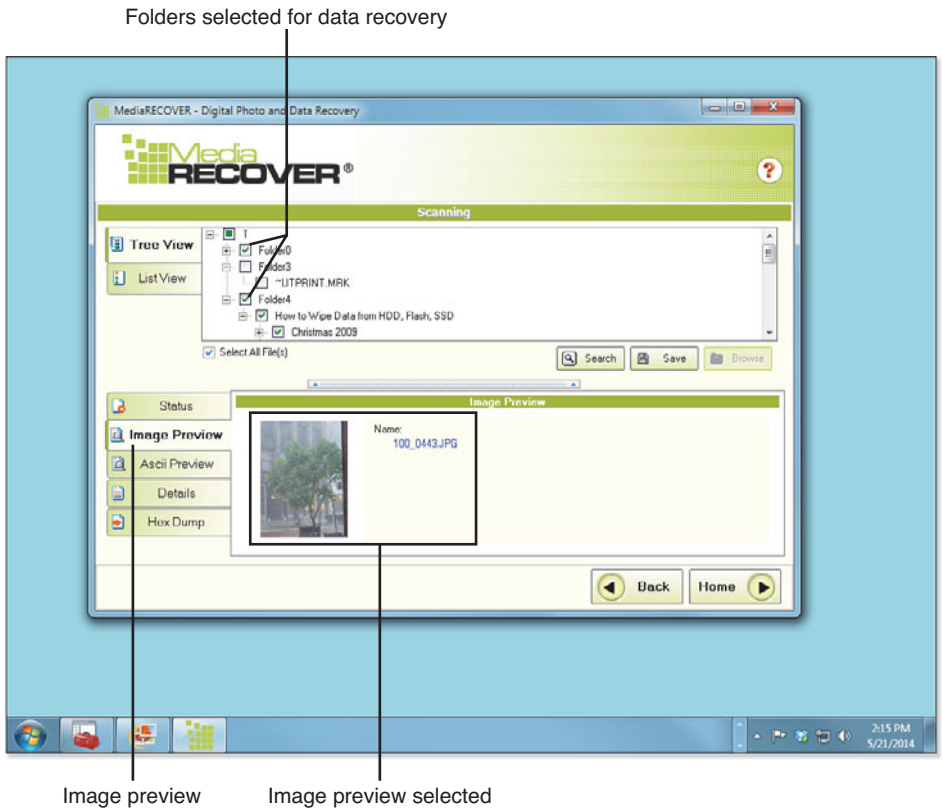 Folders selected for data recovery
MediaRECOVER - Digital Photo and Data Recovery
Media
RECOVER®
?
Scanning
Tree View
List View
T
Folder0
Folder3
~UTPRINT.MRK
Folder4
How to Wipe Data from HDD, Flash, SSD
Christmas 2009
Select All File(s)
Search
Save
Browse
Status
Image Preview
Ascii Preview
Details
Hex Dump
Image Preview
Name:
100_0443.JPG
Back
Home
2:15 PM
5/21/2014
Image preview
Image preview selected